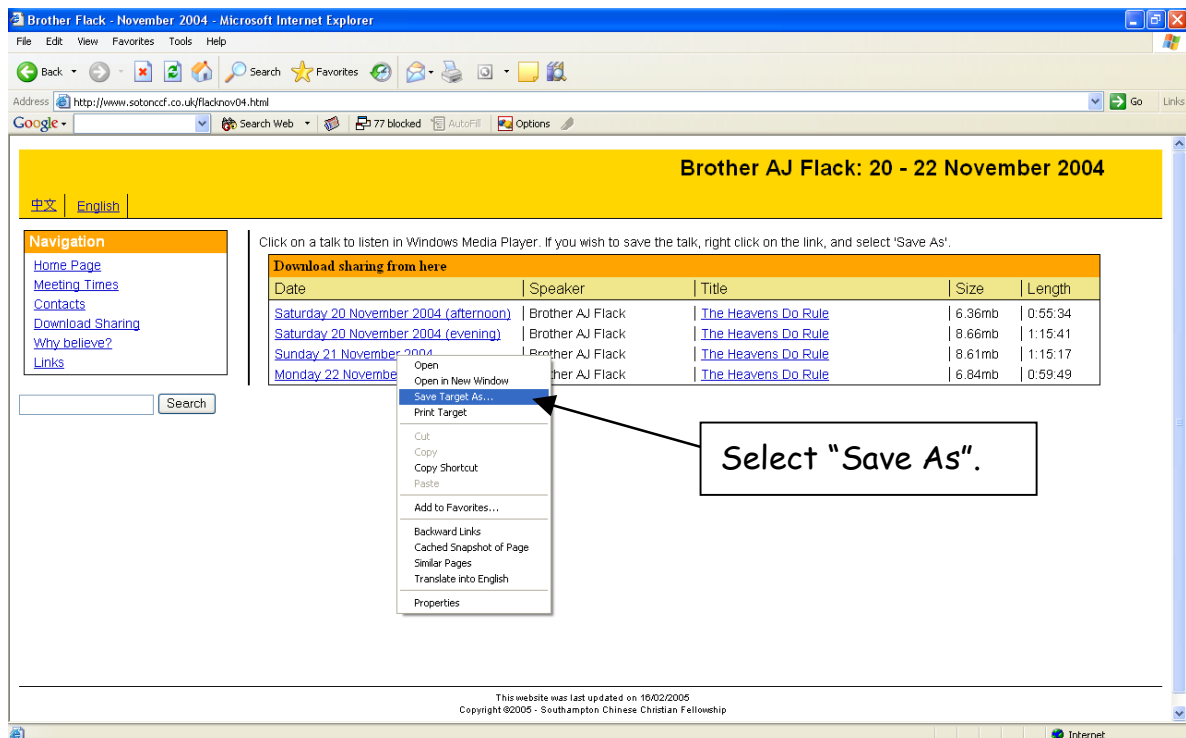 Brother Flack - November 2004 - Microsoft Internet Explorer
File Edit View Favorites Tools Help
Back Search Favorites
Address http://www.sotonccf.co.uk/flacknov04.html Go Links
Google Search Web 77 blocked AutoFill Options
Brother AJ Flack: 20 - 22 November 2004
中文 English
Navigation
Home Page
Meeting Times
Contacts
Download Sharing
Why believe?
Links
Search
Click on a talk to listen in Windows Media Player. If you wish to save the talk, right click on the link, and select 'Save As'.
Download sharing from here
Date Speaker Title Size Length
Saturday 20 November 2004 (afternoon) Brother AJ Flack The Heavens Do Rule 6.36mb 0:55:34
Saturday 20 November 2004 (evening) Brother AJ Flack The Heavens Do Rule 8.66mb 1:15:41
Sunday 21 November 2004 Brother AJ Flack The Heavens Do Rule 8.61mb 1:15:17
Monday 22 Novembe ther AJ Flack The Heavens Do Rule 6.84mb 0:59:49
Open
Open in New Window
Save Target As...
Print Target
Cut
Copy
Copy Shortcut
Paste
Add to Favorites...
Backward Links
Cached Snapshot of Page
Similar Pages
Translate into English
Properties
Select “Save As”.
This website was last updated on 16/02/2005
Copyright ©2005 - Southampton Chinese Christian Fellowship
Internet